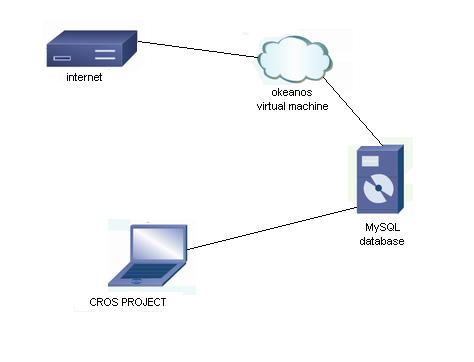 internet
okeanos
virtual machine
MySQL
database
CROS PROJECT